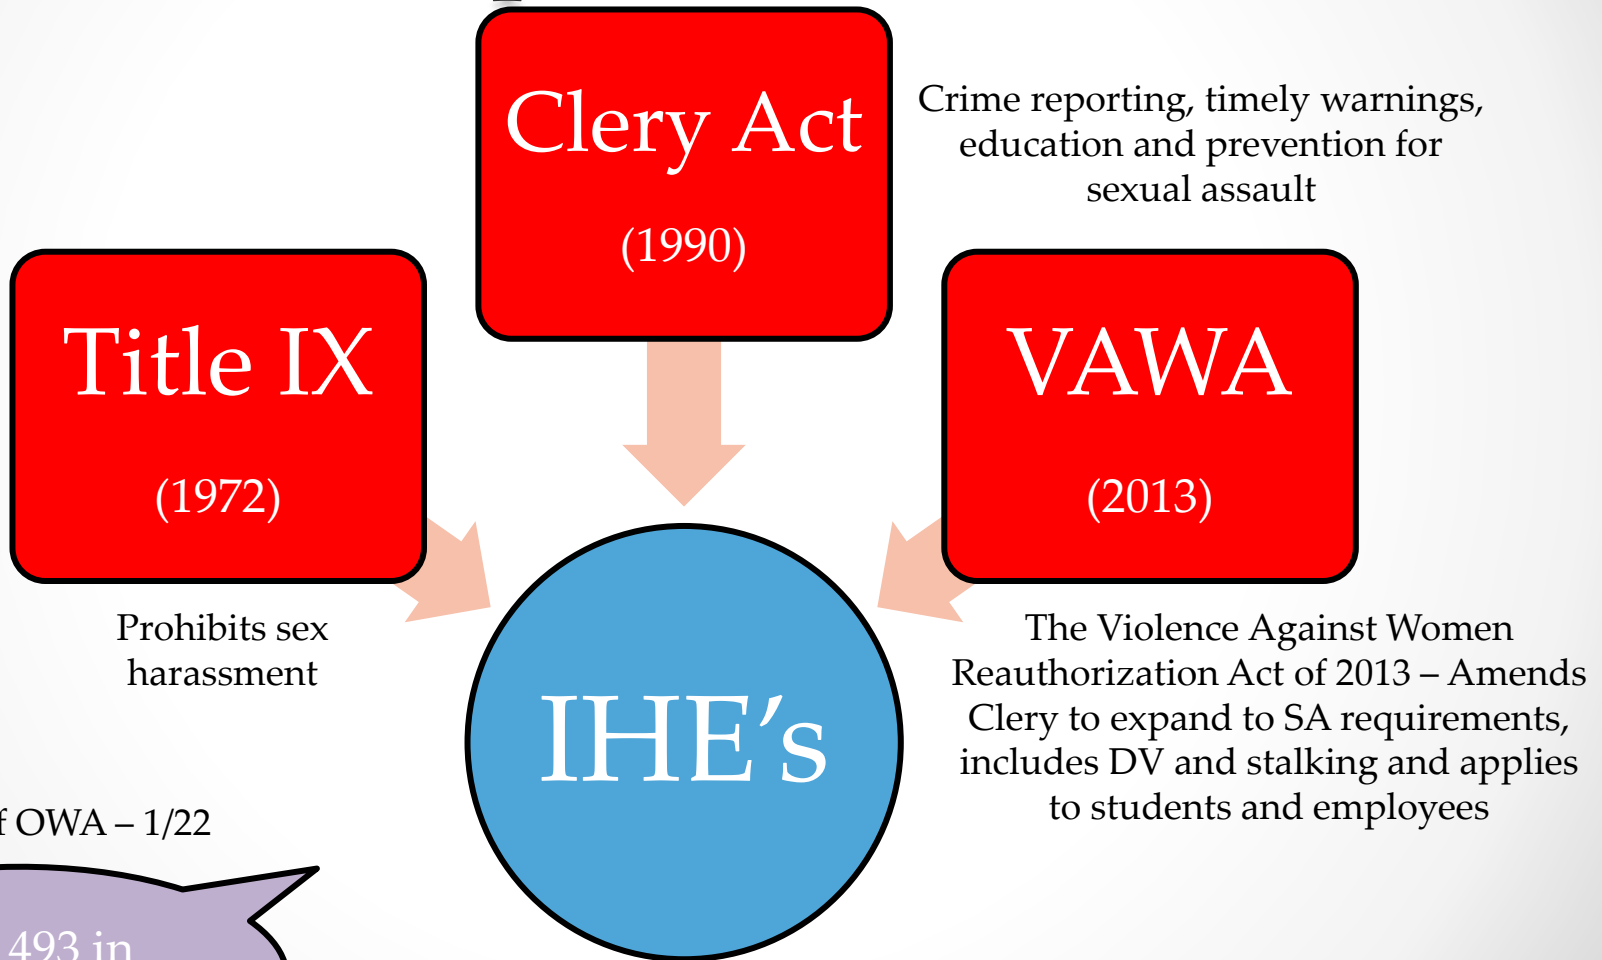 Clery Act
(1990)
Crime reporting, timely warnings,
education and prevention for
sexual assault
Title IX
(1972)
Prohibits sex
harassment
VAWA
(2013)
The Violence Against Women
Reauthorization Act of 2013 – Amends
Clery to expand to SA requirements,
includes DV and stalking and applies
to students and employees
IHE’s
OWA – 1/22
493 in